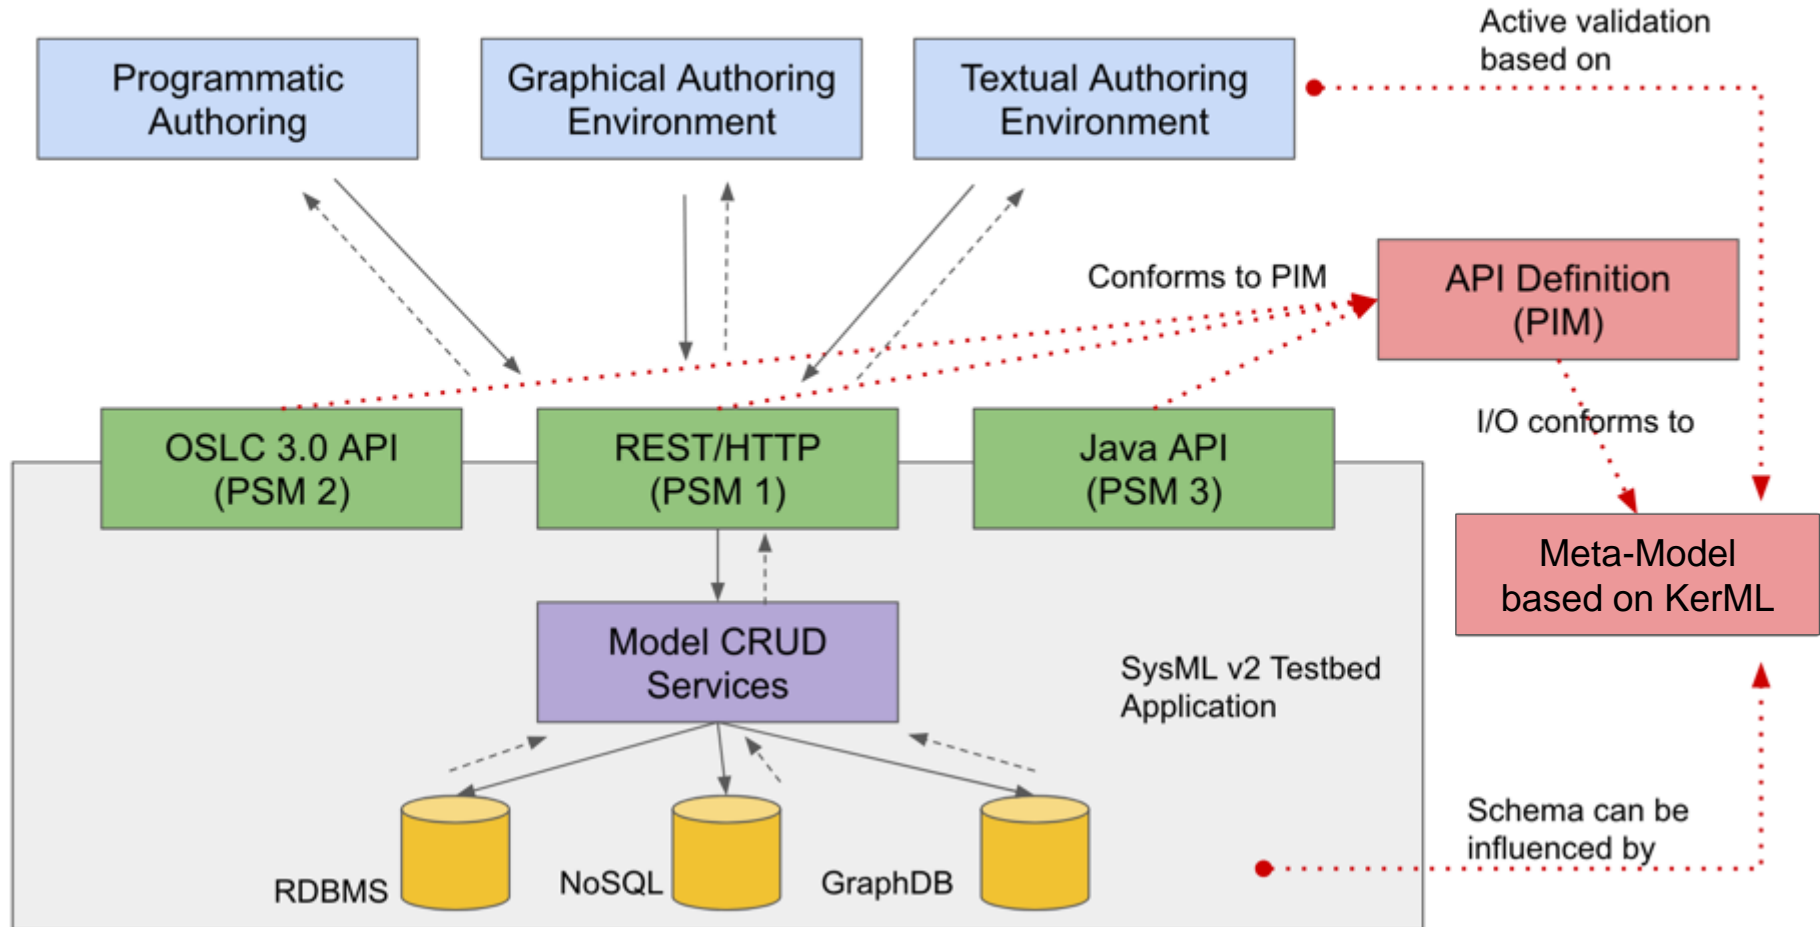 Active validation
based on
Programmatic
Authoring
Graphical Authoring
Environment
Textual Authoring
Environment
Conforms to PIM
API Definition
(PIM)
I/O conforms to
OSLC 3.0 API
(PSM 2)
REST/HTTP
(PSM 1)
Java API
(PSM 3)
Meta-Model
based on KerML
Model CRUD
Services
SysML v2 Testbed
Application
Schema can be
influenced by
RDBMS
NoSQL
GraphDB